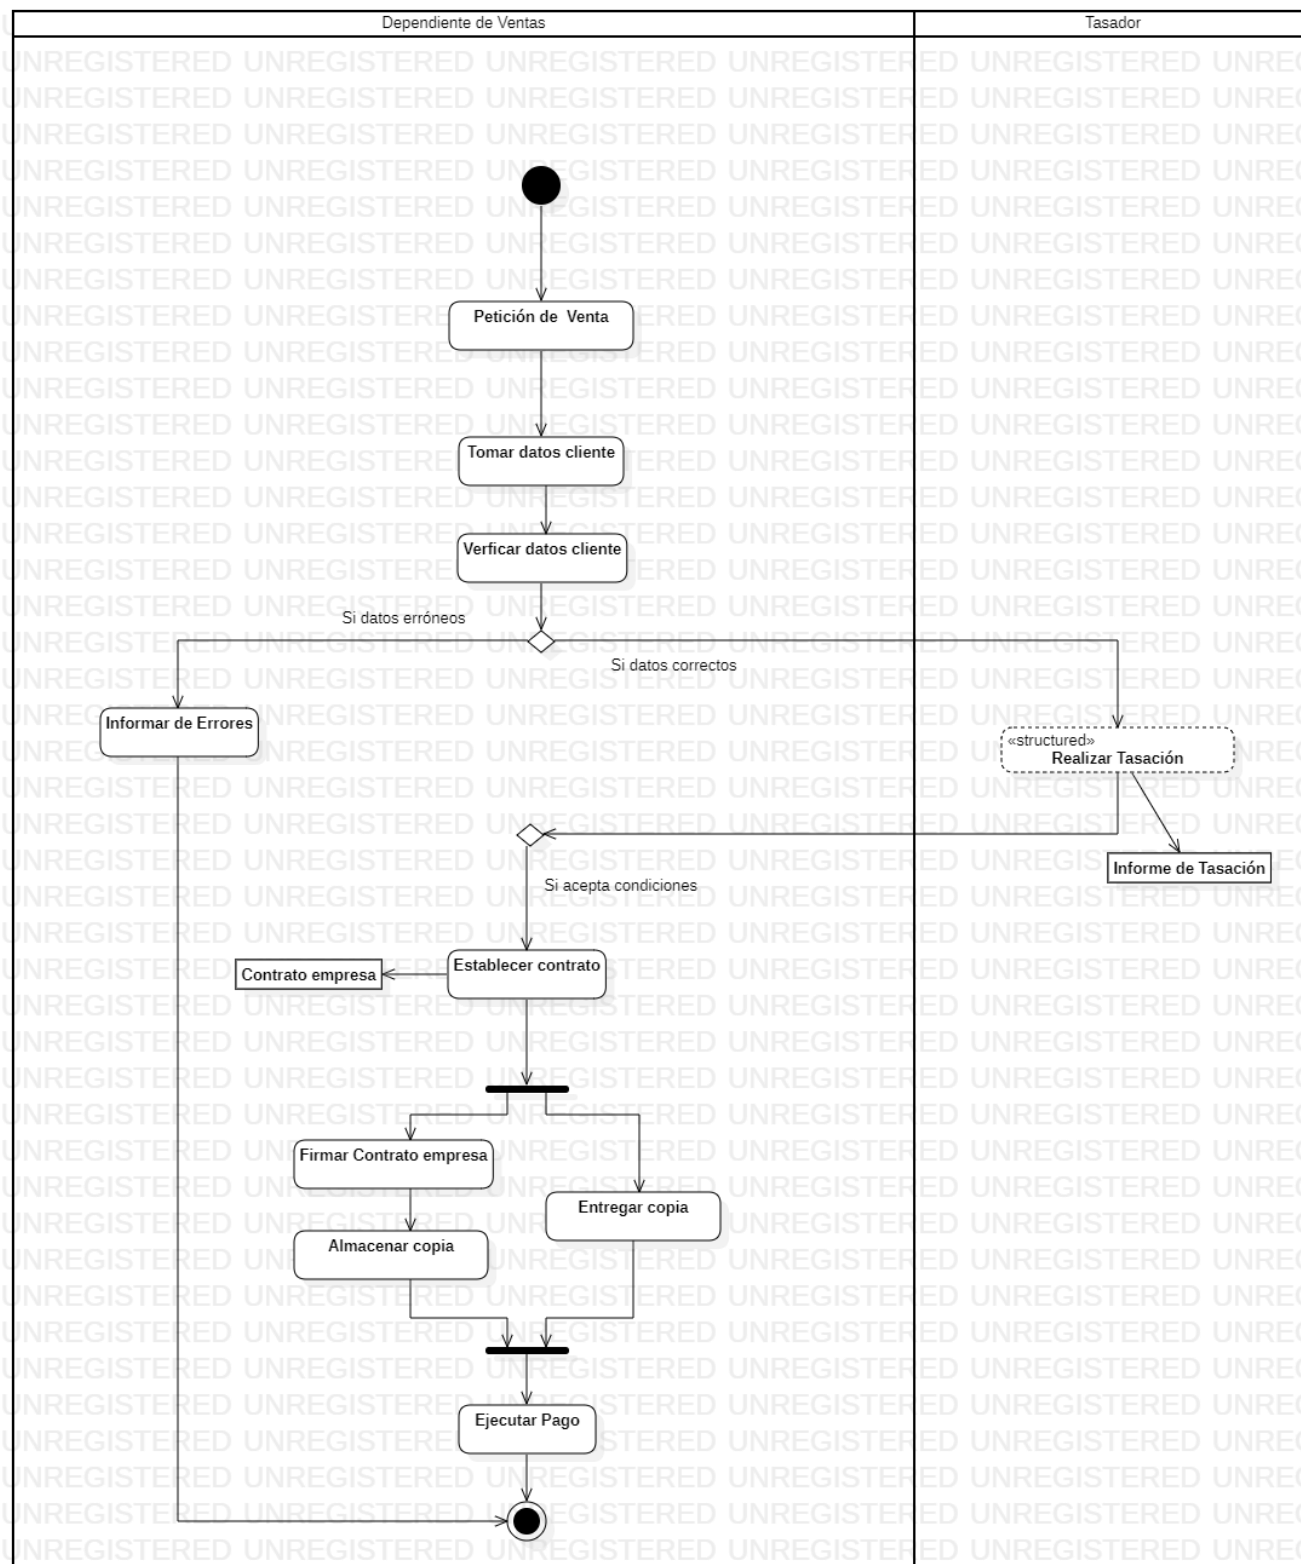 Dependiente de Ventas
Tasador
Petición de Venta
Tomar datos cliente
Verficar datos cliente
Si datos erróneos
Si datos correctos
Informar de Errores
«structured»
Realizar Tasación
Informe de Tasación
Si acepta condiciones
Establecer contrato
Contrato empresa
Firmar Contrato empresa
Entregar copia
Almacenar copia
Ejecutar Pago
UNREGISTERED